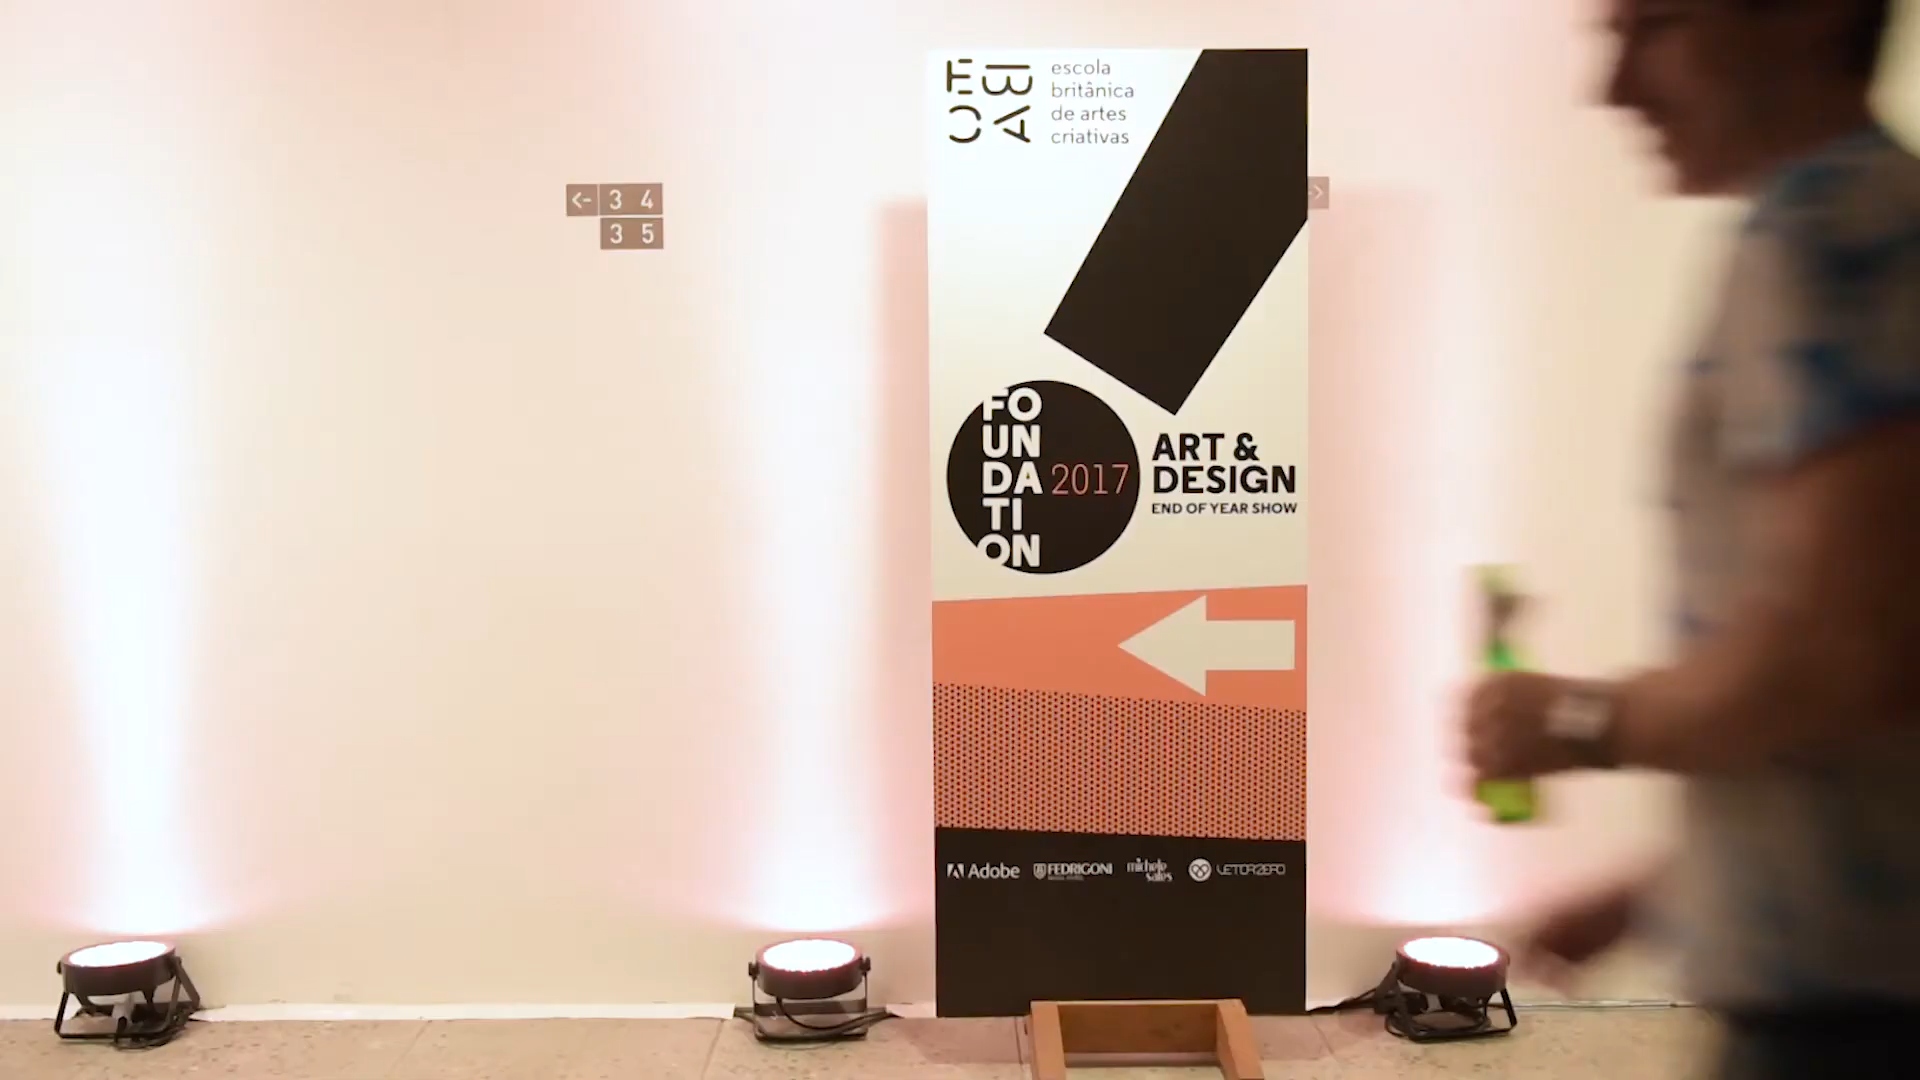 <- 3 4
3 5
EBAC
escola
britânica
de artes
criativas
->
FO
UN
DA
TI
ON
2017
ART &
DESIGN
END OF YEAR SHOW
Adobe
FEDRIGONI
michele
sales
VETORZERO